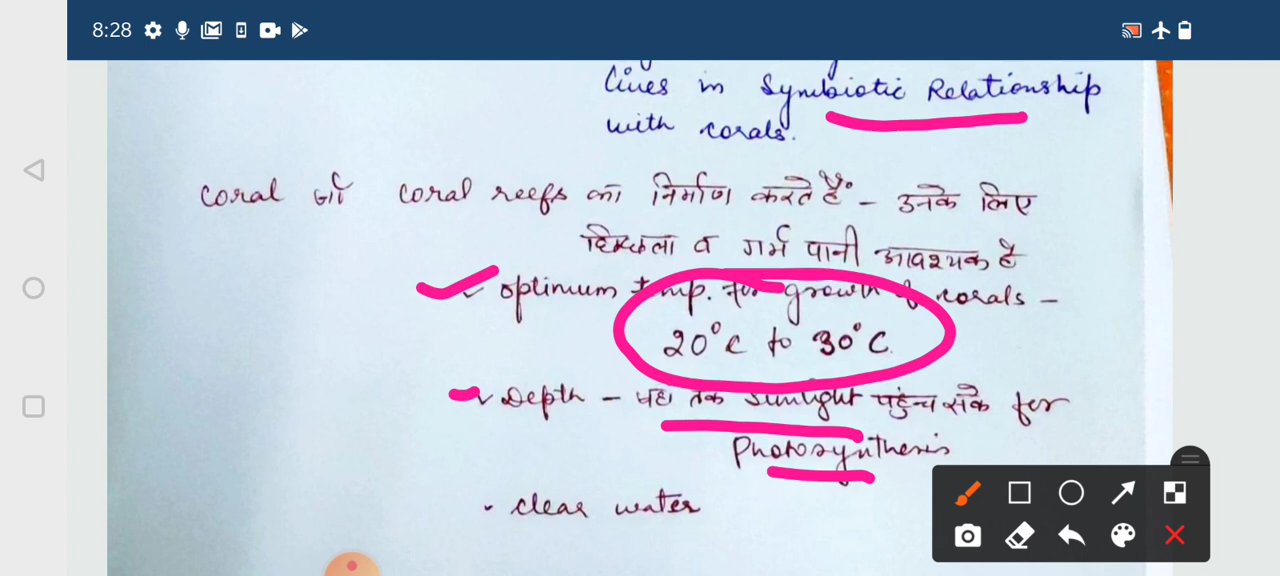 8:28
lives in Symbiotic Relationship
with corals.
coral जो coral reefs का निर्माण करते हैं - उनके लिए
छिछला व गर्म पानी आवश्यक है
optimum temp. for growth of corals -
20°C to 30°C
Depth - जहा तक sunlight पहुंच सके for
Photosynthesis
• clear water